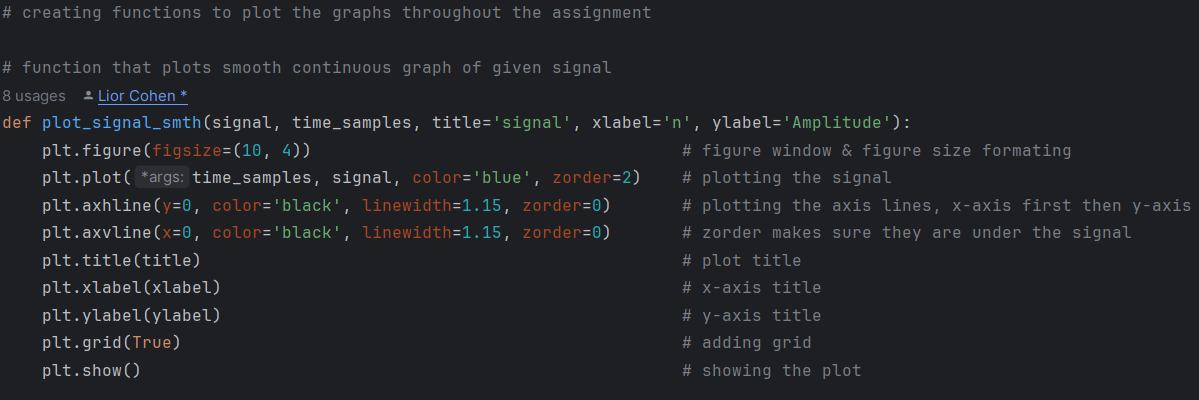 # creating functions to plot the graphs throughout the assignment
# function that plots smooth continuous graph of given signal
8 usages Lior Cohen *
def plot_signal_smth(signal, time_samples, title='signal', xlabel='n', ylabel='Amplitude'):
    plt.figure(figsize=(10, 4)) # figure window & figure size formating
    plt.plot( *args: time_samples, signal, color='blue', zorder=2) # plotting the signal
    plt.axhline(y=0, color='black', linewidth=1.15, zorder=0) # plotting the axis lines, x-axis first then y-axis
    plt.axvline(x=0, color='black', linewidth=1.15, zorder=0) # zorder makes sure they are under the signal
    plt.title(title) # plot title
    plt.xlabel(xlabel) # x-axis title
    plt.ylabel(ylabel) # y-axis title
    plt.grid(True) # adding grid
    plt.show() # showing the plot